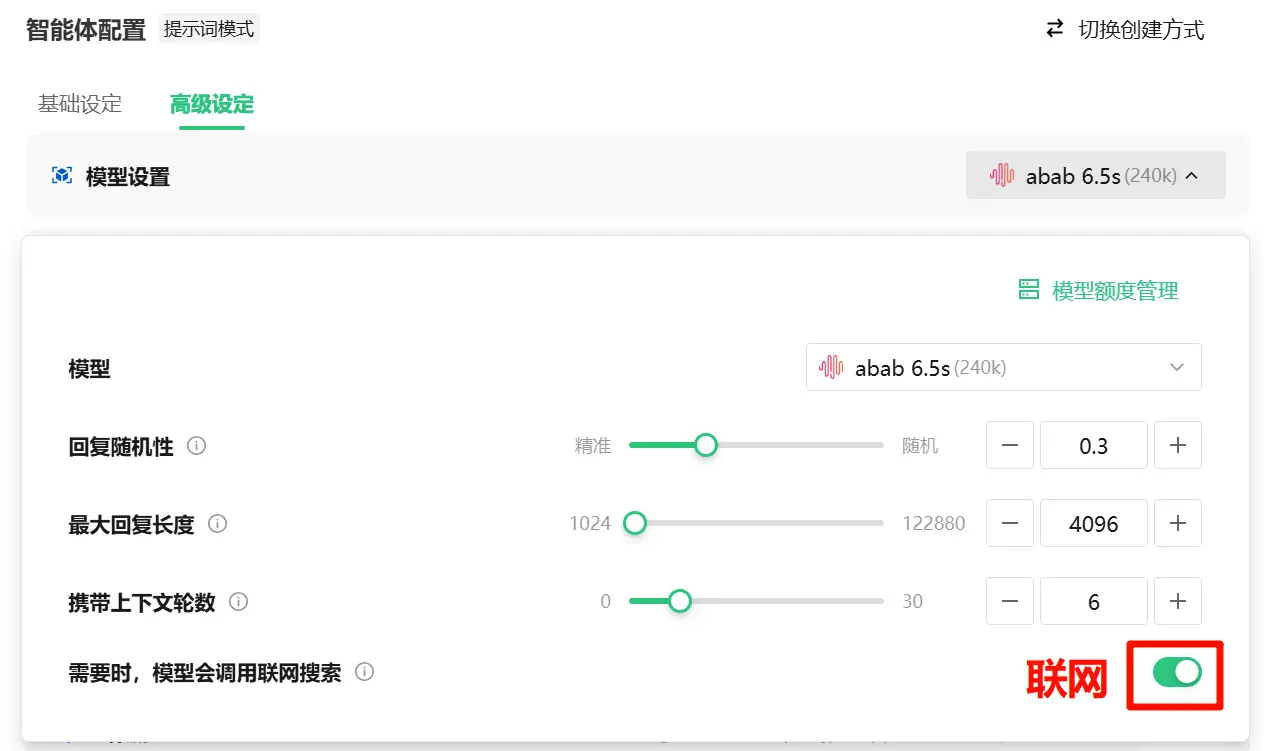 智能体配置 提示词模式 切换创建方式
基础设定 高级设定
模型设置 abab 6.5s(240k)
模型额度管理
模型 abab 6.5s(240k)
回复随机性 精准 随机 0.3
最大回复长度 1024 122880 4096
携带上下文轮数 0 30 6
需要时，模型会调用联网搜索 联网